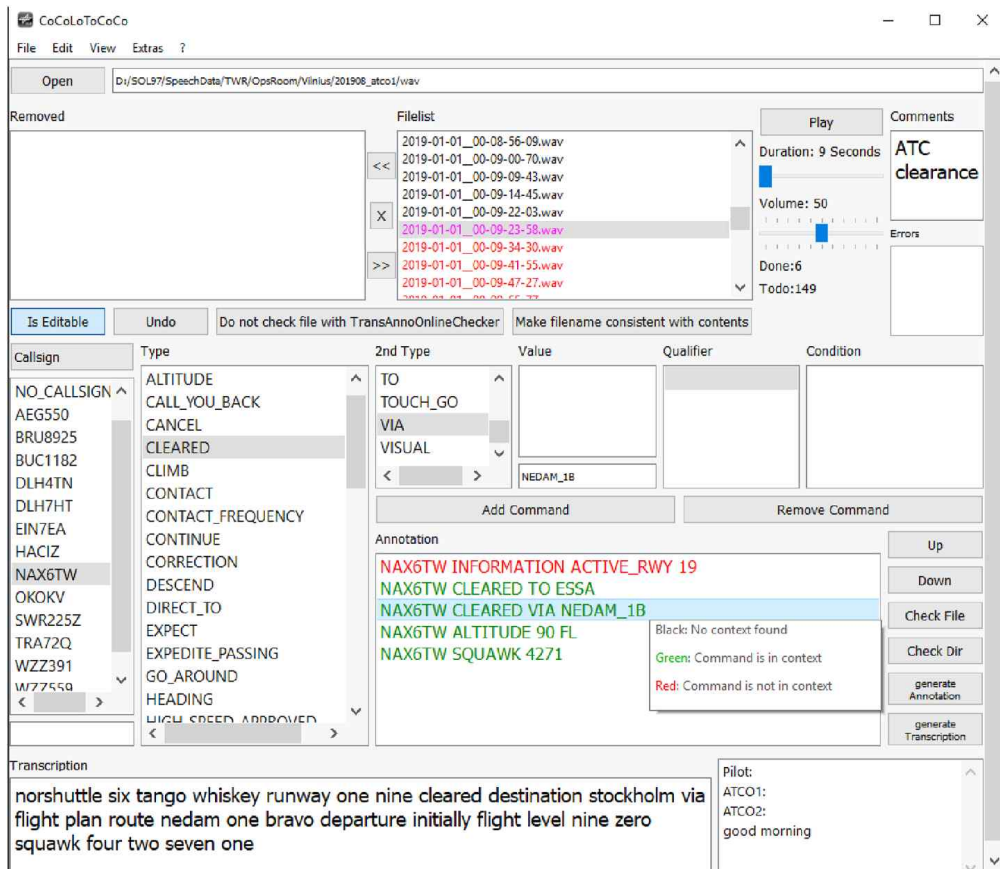 CoCoLoToCoCo
File Edit View Extras ?
Open
D:/SOL97/SpeechData/TWR/OpsRoom/Vilnius/201908_atco1/wav
Removed
Filelist
2019-01-01__00-08-56-09.wav
2019-01-01__00-09-00-70.wav
2019-01-01__00-09-09-43.wav
2019-01-01__00-09-14-45.wav
2019-01-01__00-09-22-03.wav
2019-01-01__00-09-23-58.wav
2019-01-01__00-09-34-30.wav
2019-01-01__00-09-41-55.wav
2019-01-01__00-09-47-27.wav
<<
X
>>
Play
Duration: 9 Seconds
Volume: 50
Done:6
Todo:149
Comments
ATC
clearance
Errors
Is Editable
Undo
Do not check file with TransAnnoOnlineChecker
Make filename consistent with contents
Callsign
NO_CALLSIGN
AEG550
BRU8925
BUC1182
DLH4TN
DLH7HT
EIN7EA
HACIZ
NAX6TW
OKOKV
SWR225Z
TRA72Q
WZZ391
WZZ559
Type
ALTITUDE
CALL_YOU_BACK
CANCEL
CLEARED
CLIMB
CONTACT
CONTACT_FREQUENCY
CONTINUE
CORRECTION
DESCEND
DIRECT_TO
EXPECT
EXPEDITE_PASSING
GO_AROUND
HEADING
HIGH_SPEED_APPROVED
2nd Type
TO
TOUCH_GO
VIA
VISUAL
Value
NEDAM_1B
Qualifier
Condition
Add Command
Remove Command
Annotation
NAX6TW INFORMATION ACTIVE_RWY 19
NAX6TW CLEARED TO ESSA
NAX6TW CLEARED VIA NEDAM_1B
NAX6TW ALTITUDE 90 FL
NAX6TW SQUAWK 4271
Black: No context found
Green: Command is in context
Red: Command is not in context
Up
Down
Check File
Check Dir
generate
Annotation
generate
Transcription
Transcription
norshuttle six tango whiskey runway one nine cleared destination stockholm via
flight plan route nedam one bravo departure initially flight level nine zero
squawk four two seven one
Pilot:
ATCO1:
ATCO2:
good morning